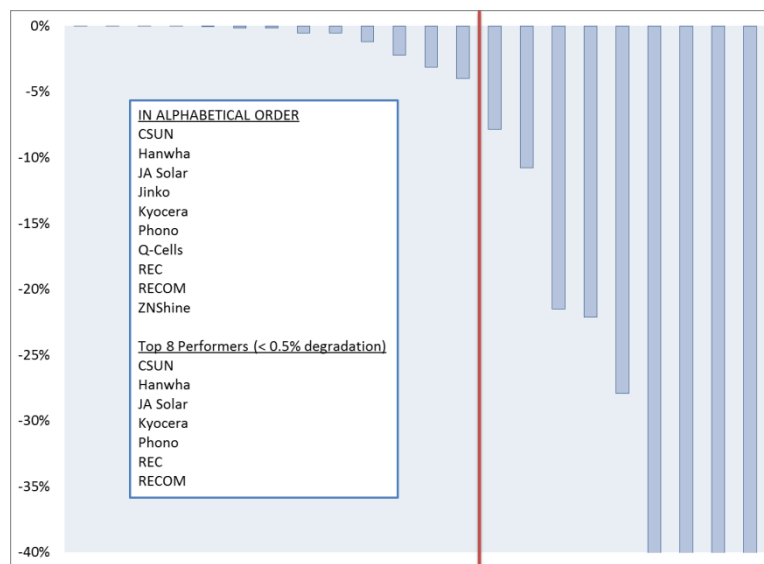 0%
-5%
-10%
-15%
-20%
-25%
-30%
-35%
-40%
IN ALPHABETICAL ORDER
CSUN
Hanwha
JA Solar
Jinko
Kyocera
Phono
Q-Cells
REC
RECOM
ZNShine
Top 8 Performers (< 0.5% degradation)
CSUN
Hanwha
JA Solar
Kyocera
Phono
REC
RECOM